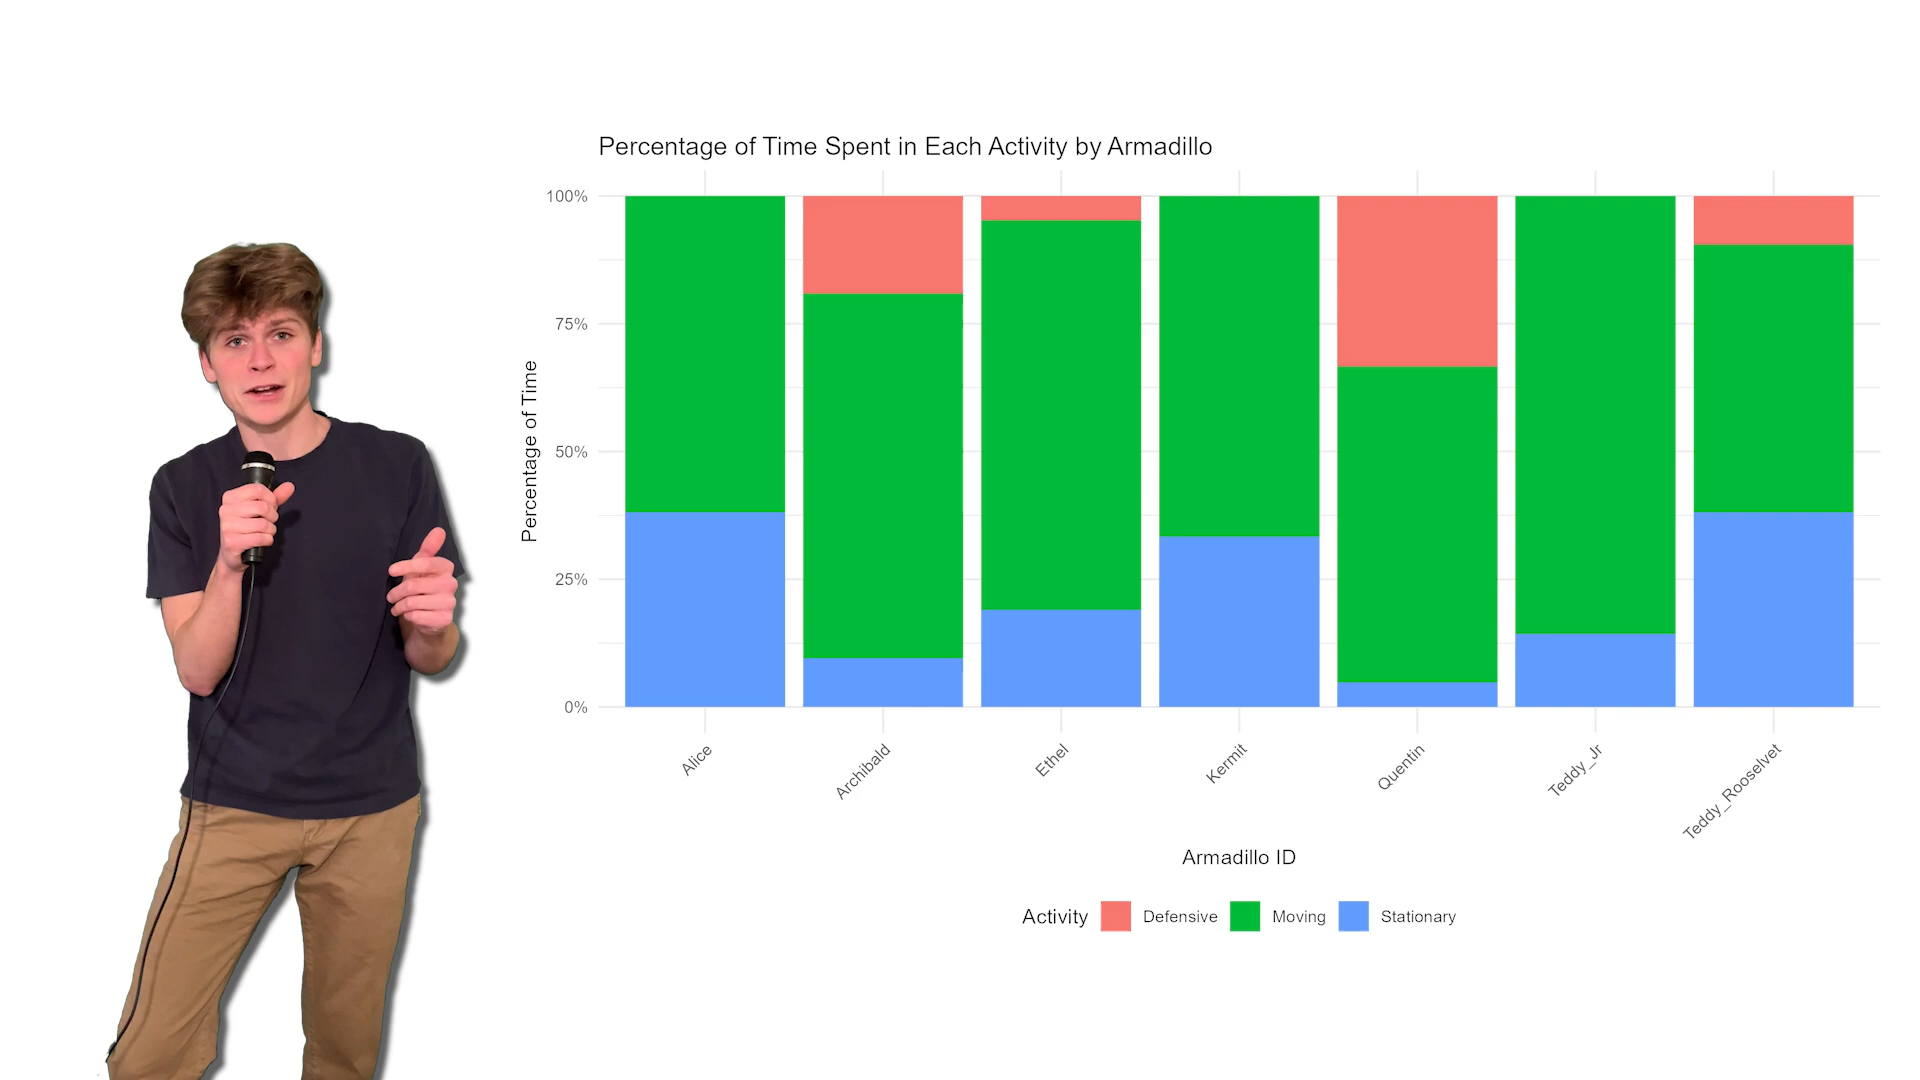 Percentage of Time Spent in Each Activity by Armadillo
100%
75%
50%
25%
0%
Percentage of Time
Alice
Archibald
Ethel
Kermit
Quentin
Teddy_Jr
Teddy_Rooselvet
Armadillo ID
Activity Defensive Moving Stationary